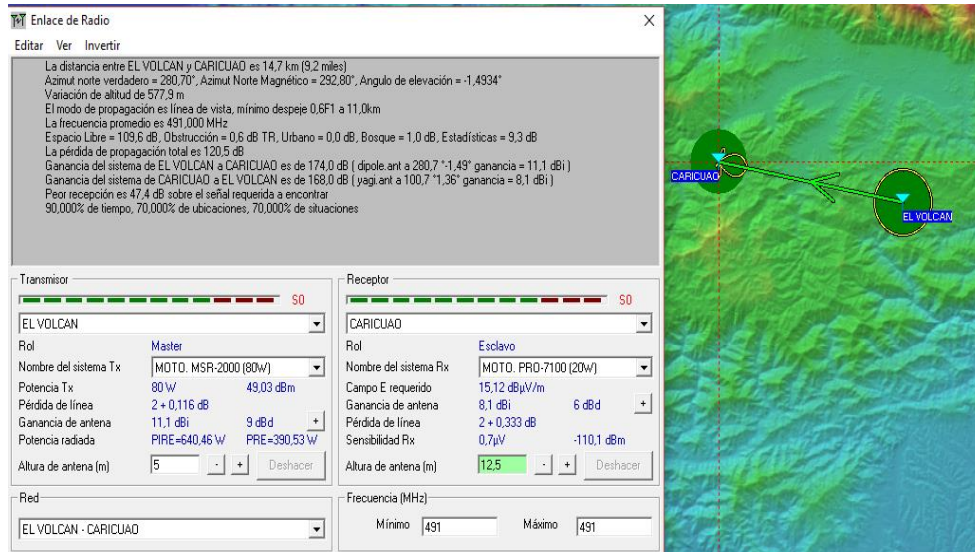 Enlace de Radio
Editar Ver Invertir
La distancia entre EL VOLCAN y CARICUAO es 14,7 km (9,2 miles)
Azimut norte verdadero = 280,70°, Azimut Norte Magnético = 292,80°, Angulo de elevación = -1,4934°
Variación de altitud de 577,9 m
El modo de propagación es línea de vista, mínimo despeje 0,6F1 a 11,0km
La frecuencia promedio es 491,000 MHz
Espacio Libre = 109,6 dB, Obstrucción = 0,6 dB TR, Urbano = 0,0 dB, Bosque = 1,0 dB, Estadísticas = 9,3 dB
La pérdida de propagación total es 120,5 dB
Ganancia del sistema de EL VOLCAN a CARICUAO es de 174,0 dB ( dipole.ant a 280,7 °-1,49° ganancia = 11,1 dBi )
Ganancia del sistema de CARICUAO a EL VOLCAN es de 168,0 dB ( yagi.ant a 100,7 °1,36° ganancia = 8,1 dBi )
Peor recepción es 47,4 dB sobre el señal requerida a encontrar
90,000% de tiempo, 70,000% de ubicaciones, 70,000% de situaciones
Transmisor
S0
EL VOLCAN
Rol Master
Nombre del sistema Tx MOTO. MSR-2000 (80W)
Potencia Tx 80 W 49,03 dBm
Pérdida de línea 2 + 0,116 dB
Ganancia de antena 11,1 dBi 9 dBd +
Potencia radiada PIRE=640,46 W PRE=390,53 W
Altura de antena (m) 5 - + Deshacer
Red
EL VOLCAN - CARICUAO
Receptor
S0
CARICUAO
Rol Esclavo
Nombre del sistema Rx MOTO. PRO-7100 (20W)
Campo E requerido 15,12 dBµV/m
Ganancia de antena 8,1 dBi 6 dBd +
Pérdida de línea 2 + 0,333 dB
Sensibilidad Rx 0,7µV -110,1 dBm
Altura de antena (m) 12,5 - + Deshacer
Frecuencia (MHz)
Mínimo 491 Máximo 491
CARICUAO
EL VOLCAN